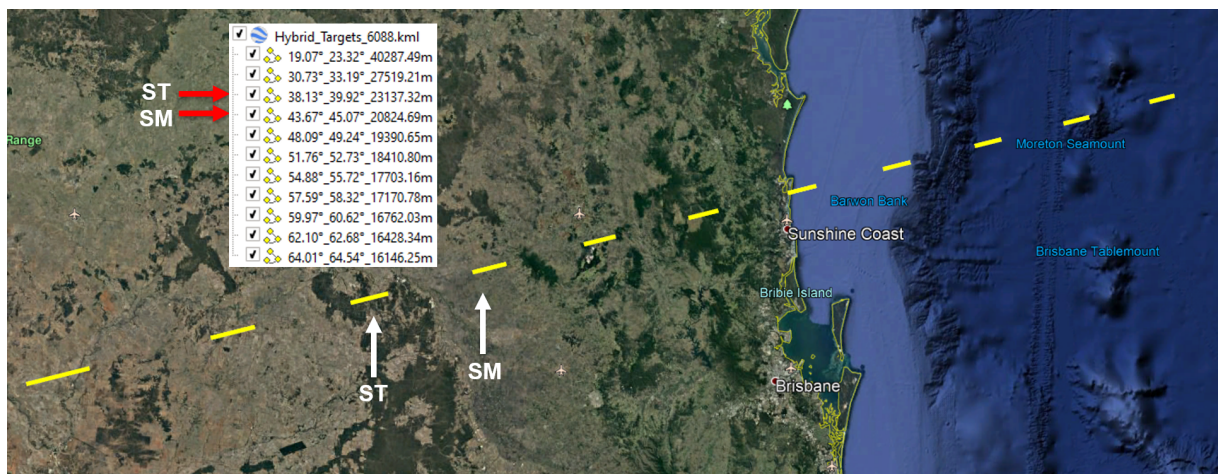 Hybrid_Targets_6088.kml
19.07°_23.32°_40287.49m
30.73°_33.19°_27519.21m
ST
38.13°_39.92°_23137.32m
SM
43.67°_45.07°_20824.69m
48.09°_49.24°_19390.65m
51.76°_52.73°_18410.80m
54.88°_55.72°_17703.16m
57.59°_58.32°_17170.78m
59.97°_60.62°_16762.03m
62.10°_62.68°_16428.34m
64.01°_64.54°_16146.25m
Range
Moreton Seamount
Barwon Bank
Sunshine Coast
Brisbane Tablemount
Bribie Island
SM
ST
Brisbane